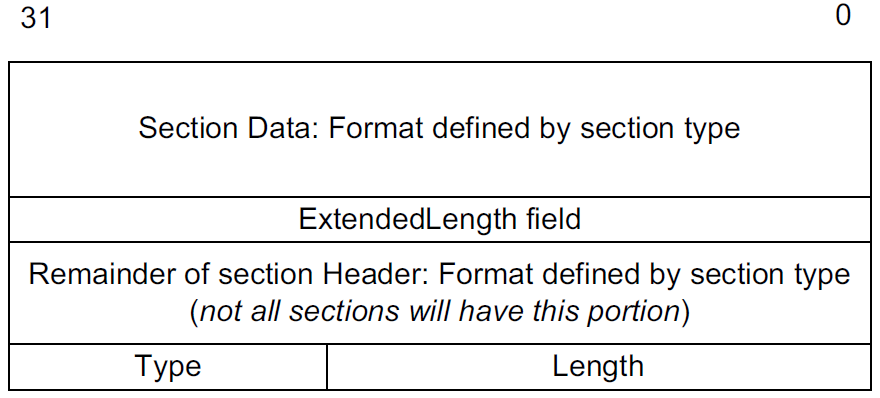 31 0
Section Data: Format defined by section type
ExtendedLength field
Remainder of section Header: Format defined by section type
(not all sections will have this portion)
Type Length